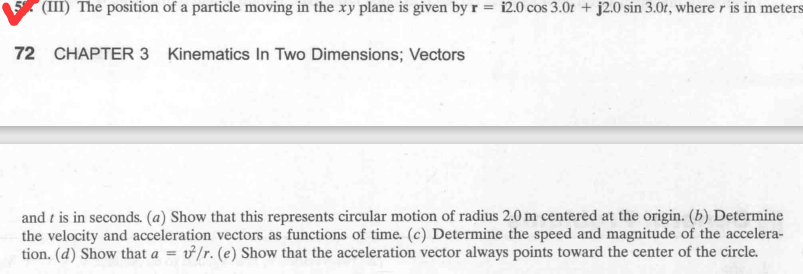 (III) The position of a particle moving in the xy plane is given by r = i2.0 cos 3.0t + j2.0 sin 3.0t, where r is in meters
72 CHAPTER 3 Kinematics In Two Dimensions; Vectors
and t is in seconds. (a) Show that this represents circular motion of radius 2.0 m centered at the origin. (b) Determine
the velocity and acceleration vectors as functions of time. (c) Determine the speed and magnitude of the accelera-
tion. (d) Show that a = v²/r. (e) Show that the acceleration vector always points toward the center of the circle.